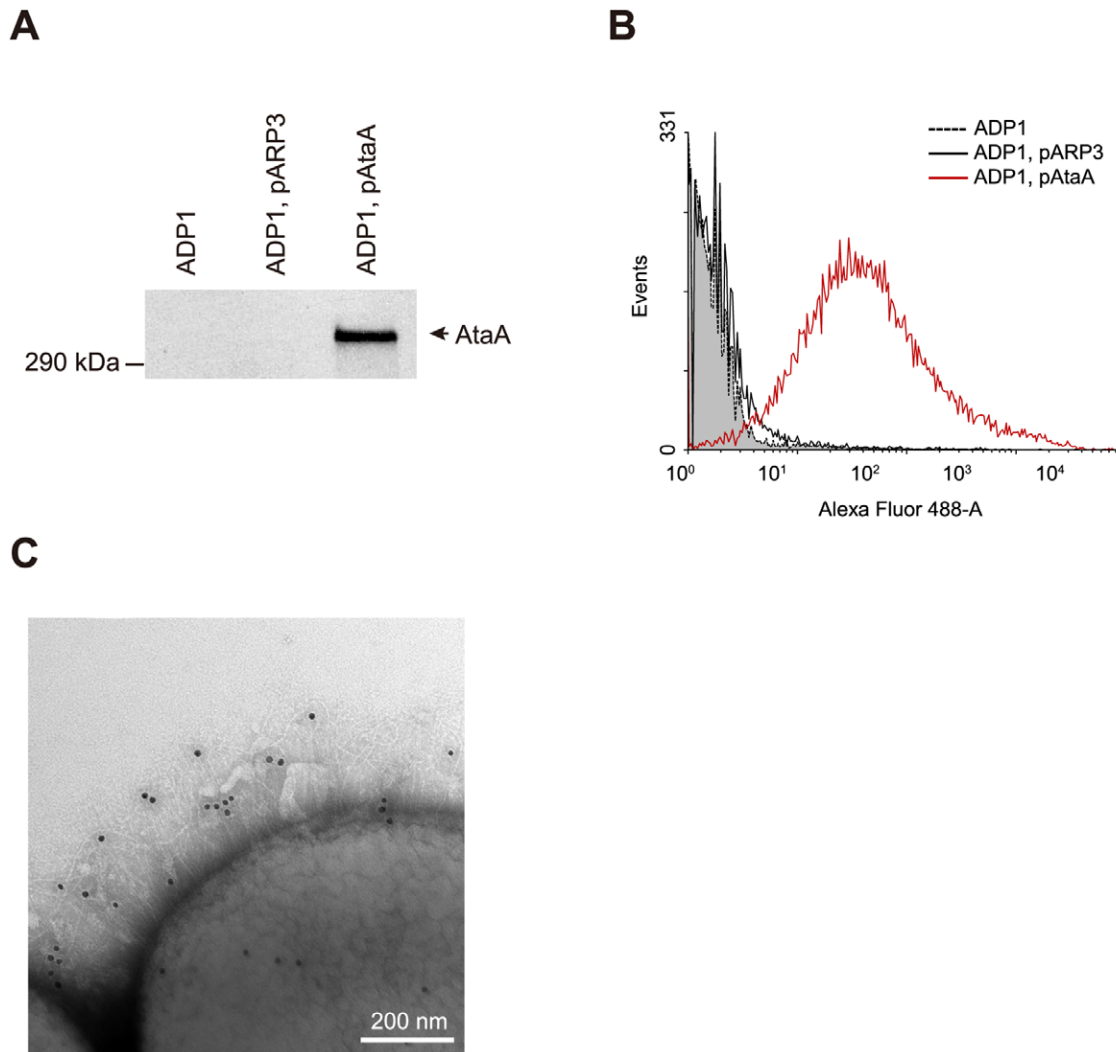 A
ADP1
ADP1, pARP3
ADP1, pAtaA
290 kDa
AtaA
B
331
Events
0
ADP1
ADP1, pARP3
ADP1, pAtaA
10⁰ 10¹ 10² 10³ 10⁴
Alexa Fluor 488-A
C
200 nm